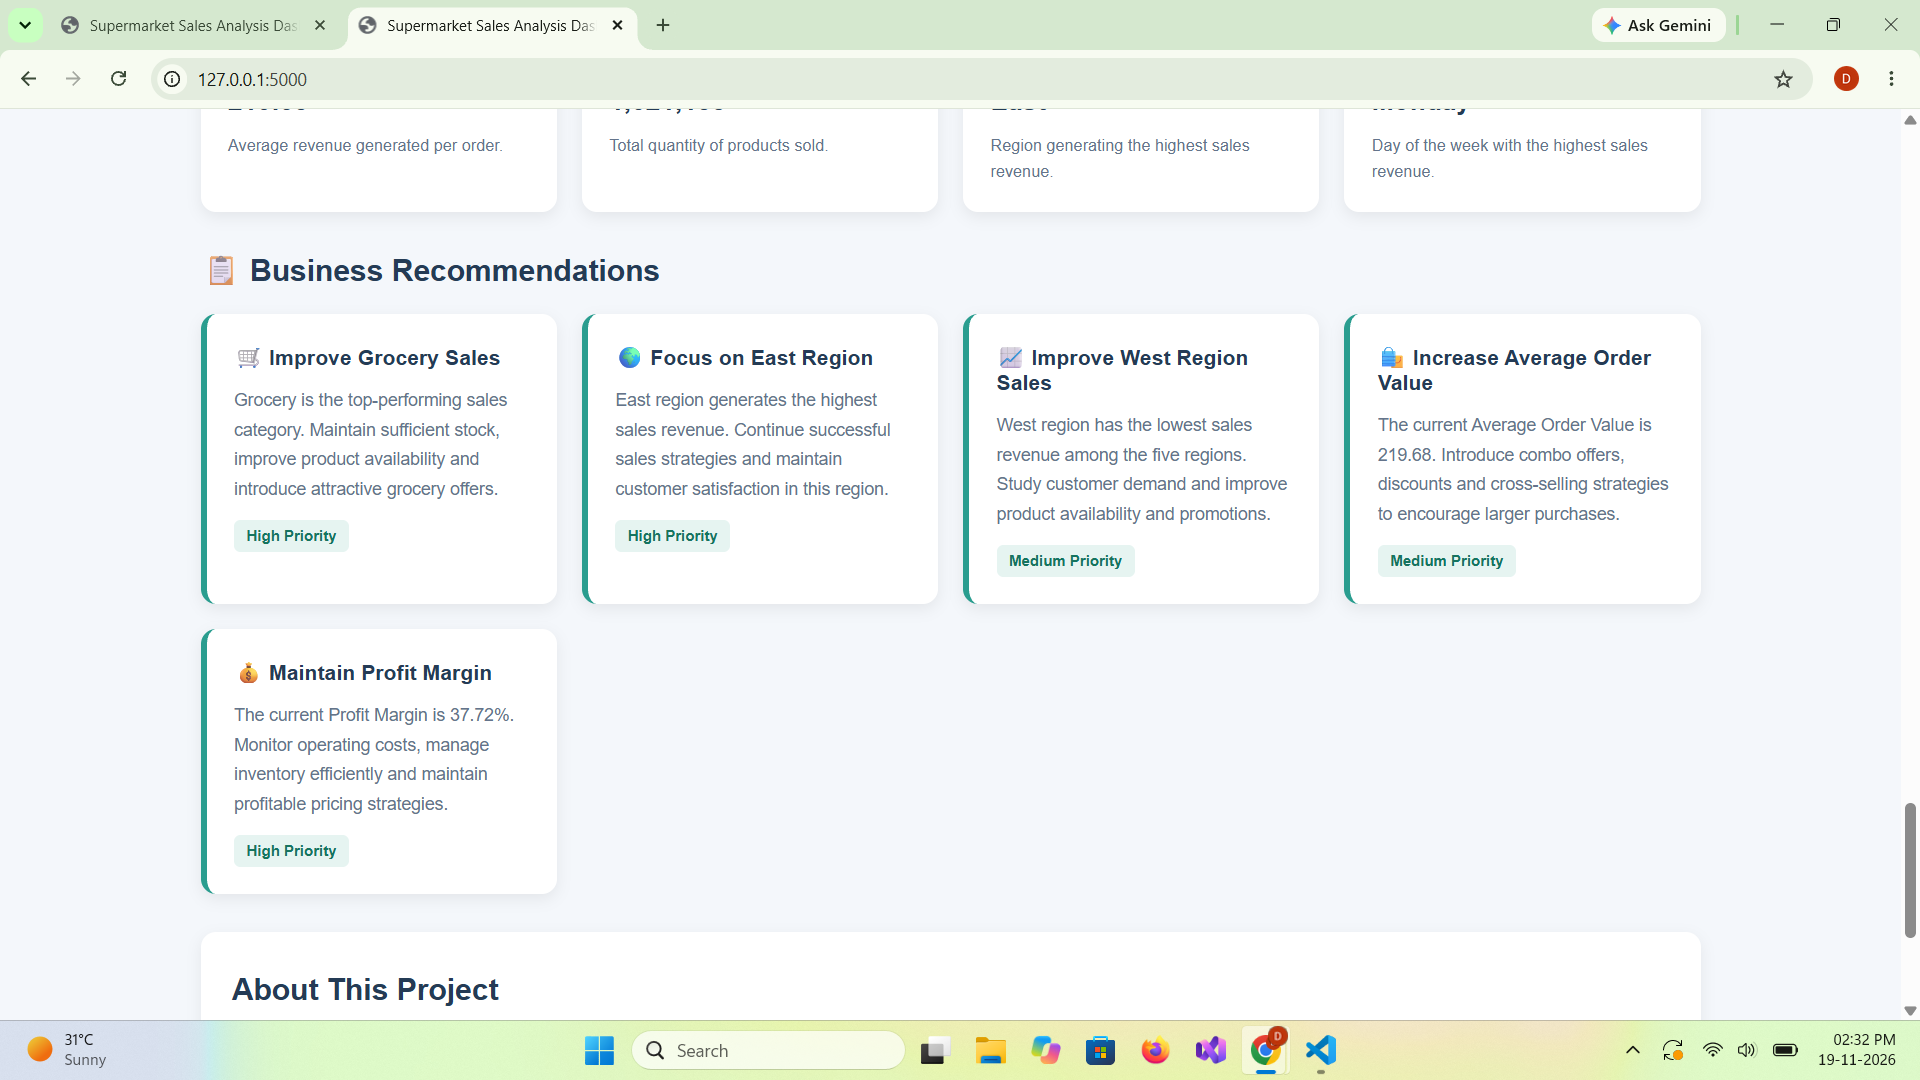 Supermarket Sales Analysis Das
Supermarket Sales Analysis Das
Ask Gemini
127.0.0.1:5000
D
Monday
Average revenue generated per order.
Total quantity of products sold.
Region generating the highest sales
revenue.
Day of the week with the highest sales
revenue.
Business Recommendations
Improve Grocery Sales
Grocery is the top-performing sales
category. Maintain sufficient stock,
improve product availability and
introduce attractive grocery offers.
High Priority
Focus on East Region
East region generates the highest
sales revenue. Continue successful
sales strategies and maintain
customer satisfaction in this region.
High Priority
Improve West Region
Sales
West region has the lowest sales
revenue among the five regions.
Study customer demand and improve
product availability and promotions.
Medium Priority
Increase Average Order
Value
The current Average Order Value is
219.68. Introduce combo offers,
discounts and cross-selling strategies
to encourage larger purchases.
Medium Priority
Maintain Profit Margin
The current Profit Margin is 37.72%.
Monitor operating costs, manage
inventory efficiently and maintain
profitable pricing strategies.
High Priority
About This Project
31°C
Sunny
Search
D
02:32 PM
19-11-2026